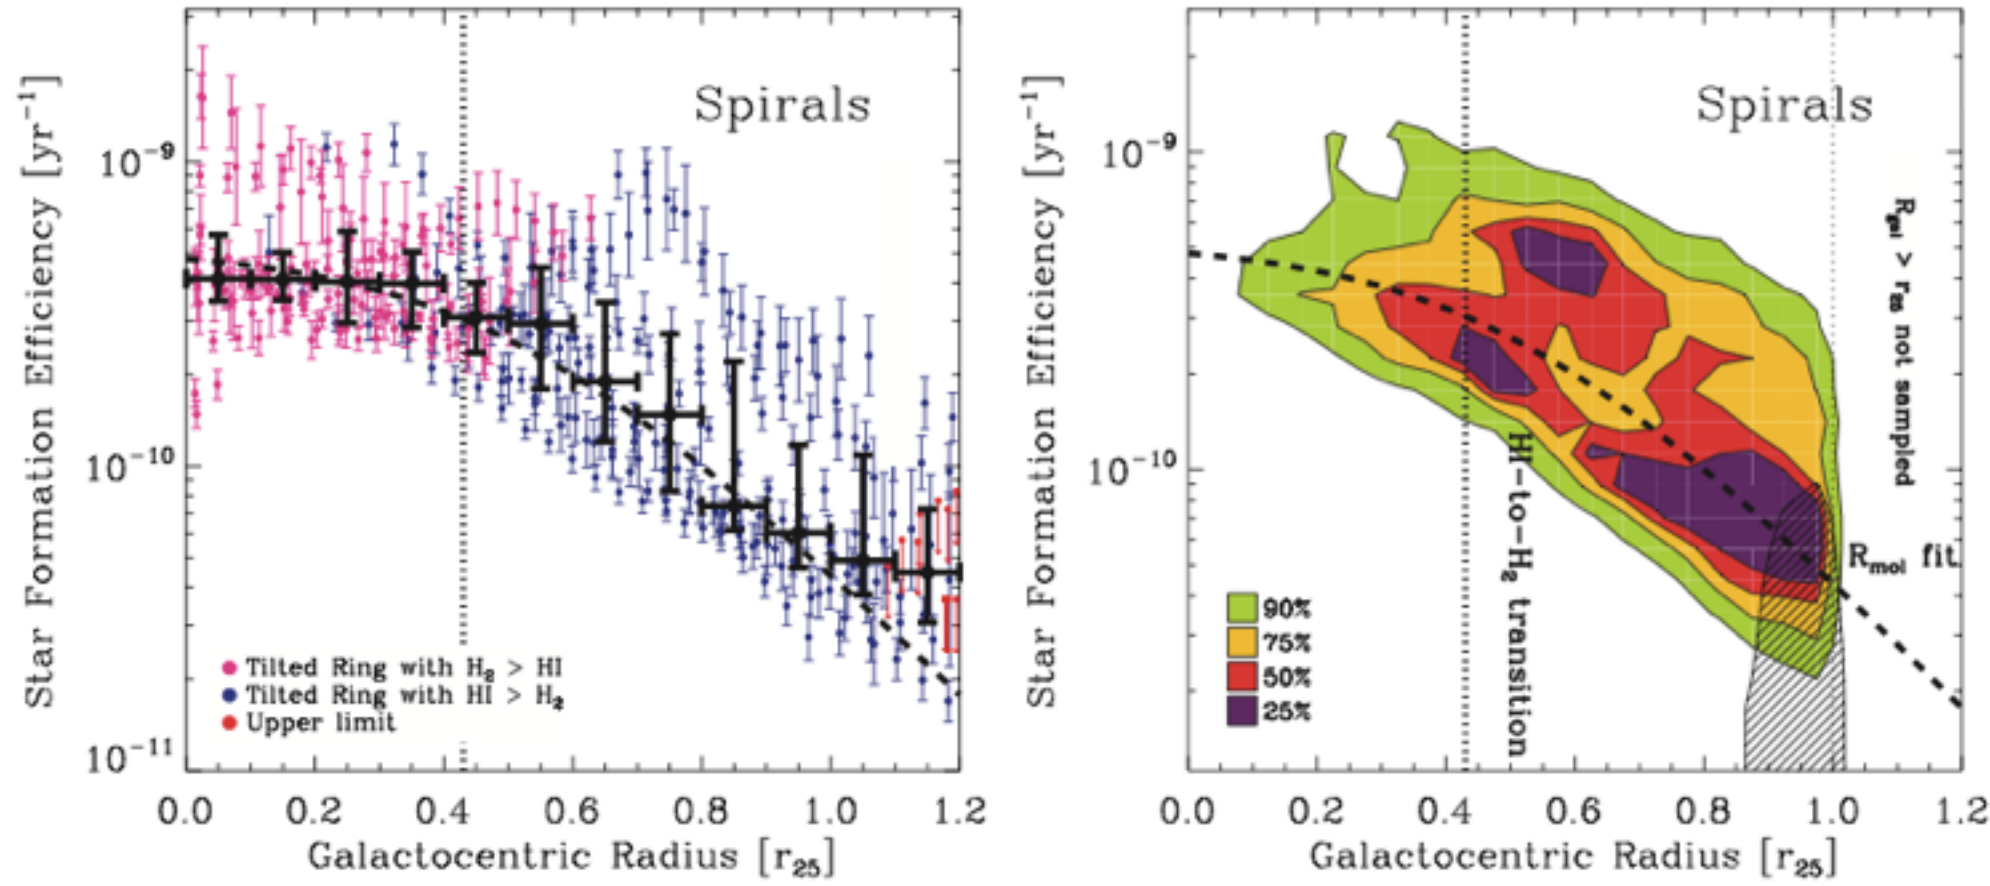 Star Formation Efficiency [yr⁻¹]
10⁻⁹
10⁻¹⁰
10⁻¹¹
Spirals
Tilted Ring with H₂ > HI
Tilted Ring with HI > H₂
Upper limit
0.0 0.2 0.4 0.6 0.8 1.0 1.2
Galactocentric Radius [r₂₅]
Star Formation Efficiency [yr⁻¹]
10⁻⁹
10⁻¹⁰
Spirals
R_gal > r₂₅ not sampled
HI-to-H₂ transition
R_mol fit
90%
75%
50%
25%
0.0 0.2 0.4 0.6 0.8 1.0 1.2
Galactocentric Radius [r₂₅]